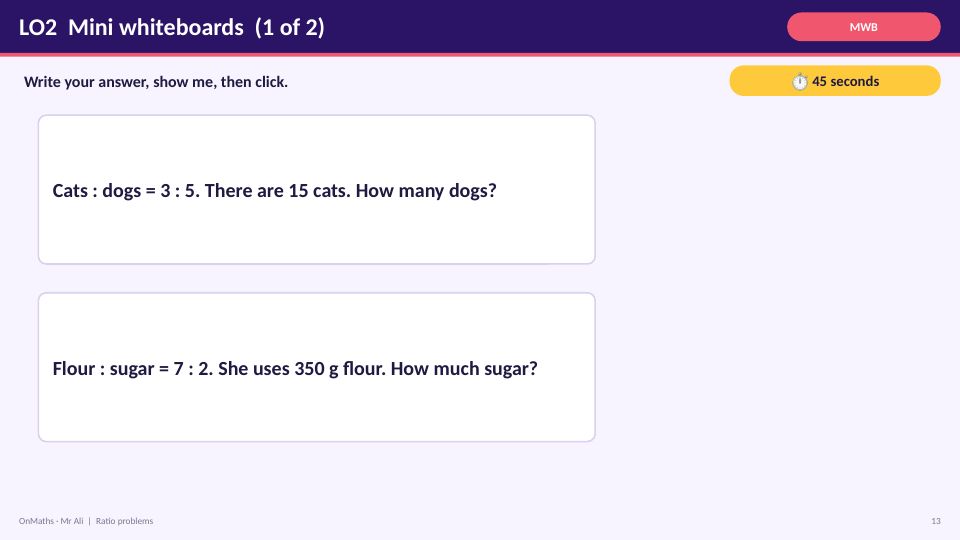 LO2  Mini whiteboards  (1 of 2)
MWB
Write your answer, show me, then click.
⏱ 45 seconds
Cats : dogs = 3 : 5. There are 15 cats. How many dogs?
Flour : sugar = 7 : 2. She uses 350 g flour. How much sugar?
OnMaths - Mr Ali  |  Ratio problems
13